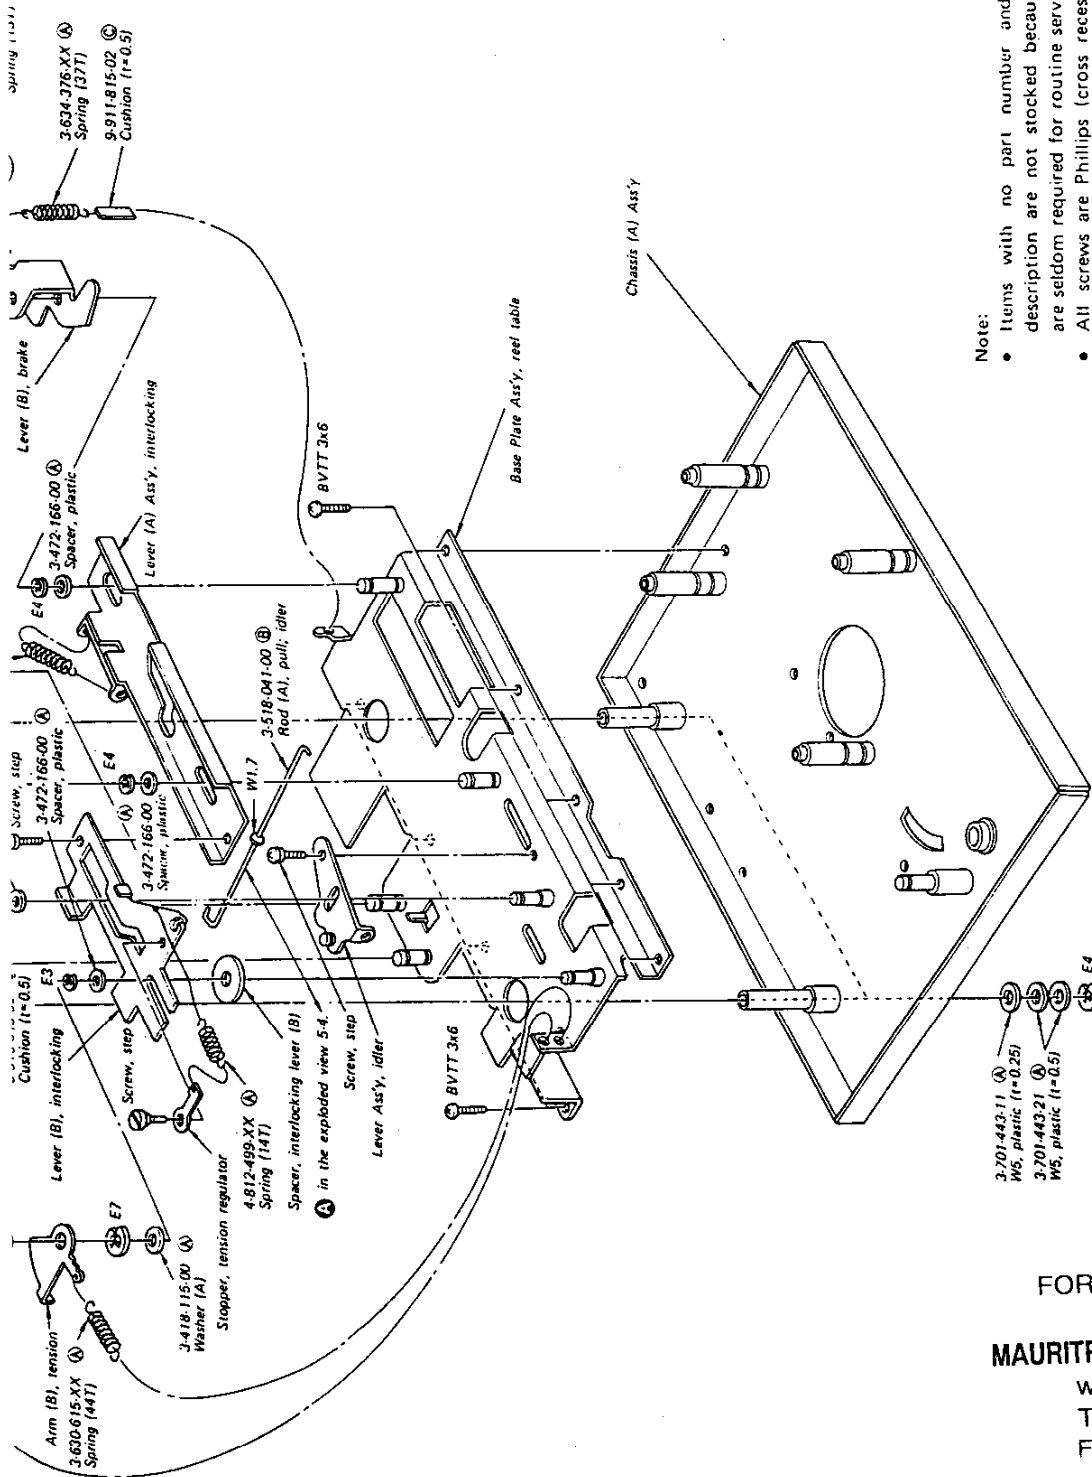 3-634-376-XX Ⓐ
Spring (37T)
9-911-815-02 Ⓒ
Cushion (t=0.5)
Lever (B), brake
3-472-166-00 Ⓐ
Spacer, plastic
E4
Lever (A) Ass'y, interlocking
BVTT 3x6
Base Plate Ass'y, reel table
Chassis (A) Ass'y
Screw, step
3-472-166-00 Ⓐ
Spacer, plastic
E4
Ⓐ
3-472-166-00
Spacer, plastic
W1.7
3-518-041-00 Ⓑ
Rod (A), pull; idler
E3
Cushion (t=0.5)
Lever (B), interlocking
Screw, step
4-812-499-XX Ⓐ
Spring (14T)
Spacer, interlocking lever (B)
Ⓐ in the exploded view 5-4.
Screw, step
Lever Ass'y, idler
BVTT 3x6
E7
3-418-115-00 Ⓐ
Washer (A)
Stopper, tension regulator
Arm (B), tension
3-630-615-XX Ⓐ
Spring (44T)
3-701-443-11 Ⓐ
W5, plastic (t=0.25)
3-701-443-21 Ⓐ
W5, plastic (t=0.5)
E4
Note:
• Items with no part number and
description are not stocked becau
are seldom required for routine serv
• All screws are Phillips (cross reces
FOR
MAURITR
W
T
F